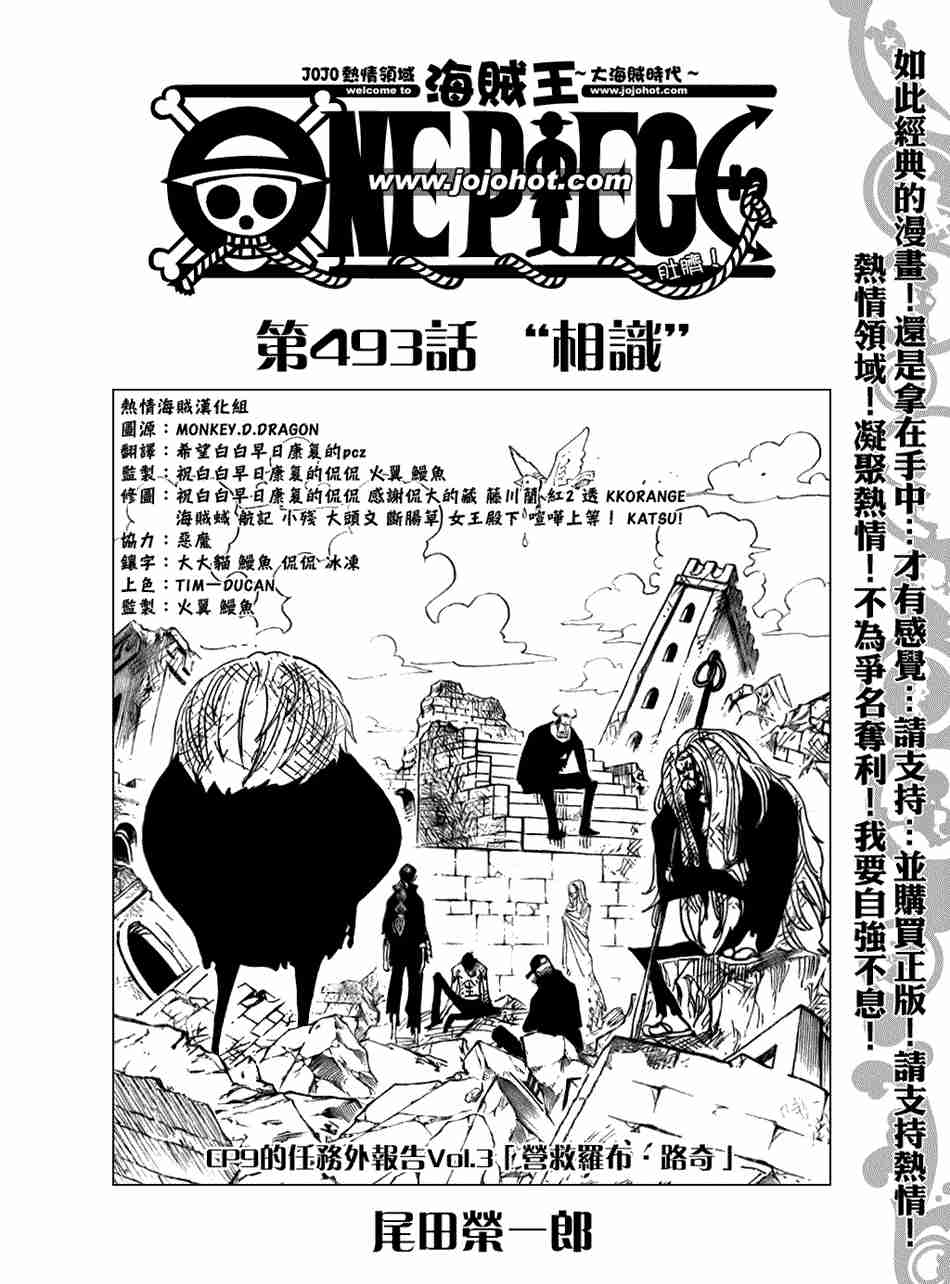 JOJO熱情領域 海賊王 ~大海賊時代~
welcome to www.jojohot.com
ONE PIECE
www.jojohot.com
肚臍!
第493話 “相識”
熱情海賊漢化組
圖源:MONKEY.D.DRAGON
翻譯:希望白白早日康复的pcz
監製:祝白白早日康复的侃侃 火翼 鰻魚
修圖:祝白白早日康复的侃侃 感謝侃大的藏 藤川蘭 紅2 透 KKORANGE
海賊蛾 航記 小殘 大頭文 斷腸草 女王殿下 喧嘩上等! KATSU!
協力:惡魔
鑲字:大大貓 鰻魚 侃侃 冰凍
上色:TIM—DUCAN
監製:火翼 鰻魚
CP9的任務外報告Vol.3「營救羅布·路奇」
尾田榮一郎
如此經典的漫畫!還是拿在手中…才有感覺…請支持…並購買正版!請支持熱情!
熱情領域!凝聚熱情!不為爭名奪利!我要自強不息!